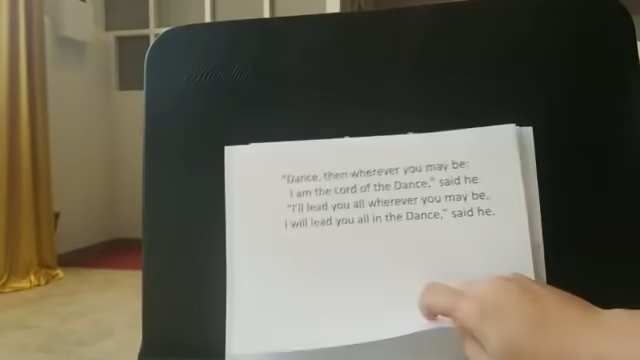 "Dance, then wherever you may be:
I am the Lord of the Dance," said he
"I'll lead you all wherever you may be,
I will lead you all in the Dance," said he.